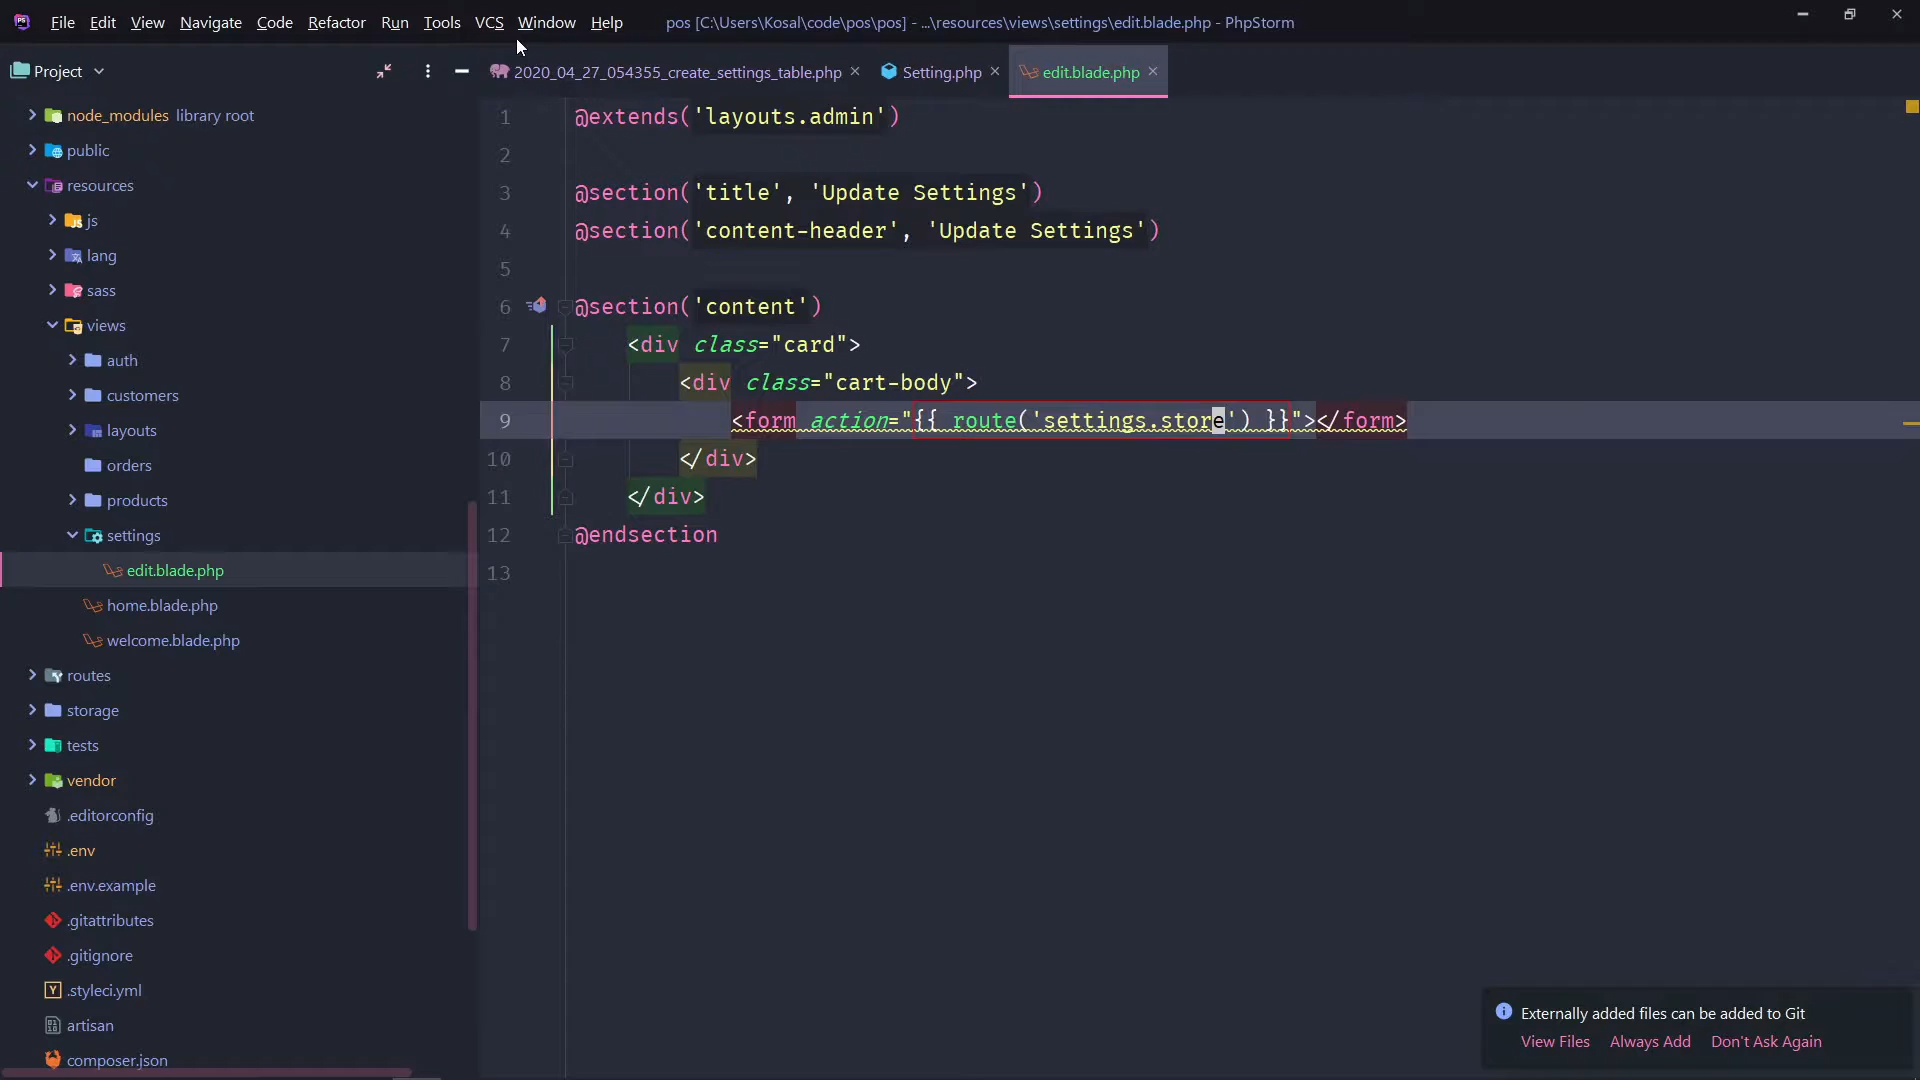 File Edit View Navigate Code Refactor Run Tools VCS Window Help pos [C:\Users\Kosal\code\pos\pos] - ...\resources\views\settings\edit.blade.php - PhpStorm
Project
2020_04_27_054355_create_settings_table.php Setting.php edit.blade.php
node_modules library root
public
resources
js
lang
sass
views
auth
customers
layouts
orders
products
settings
edit.blade.php
home.blade.php
welcome.blade.php
routes
storage
tests
vendor
.editorconfig
.env
.env.example
.gitattributes
.gitignore
.styleci.yml
artisan
composer.json
1 @extends('layouts.admin')
2
3 @section('title', 'Update Settings')
4 @section('content-header', 'Update Settings')
5
6 @section('content')
7 <div class="card">
8 <div class="cart-body">
9 <form action="{{ route('settings.store') }}"></form>
10 </div>
11 </div>
12 @endsection
13
Externally added files can be added to Git
View Files Always Add Don't Ask Again